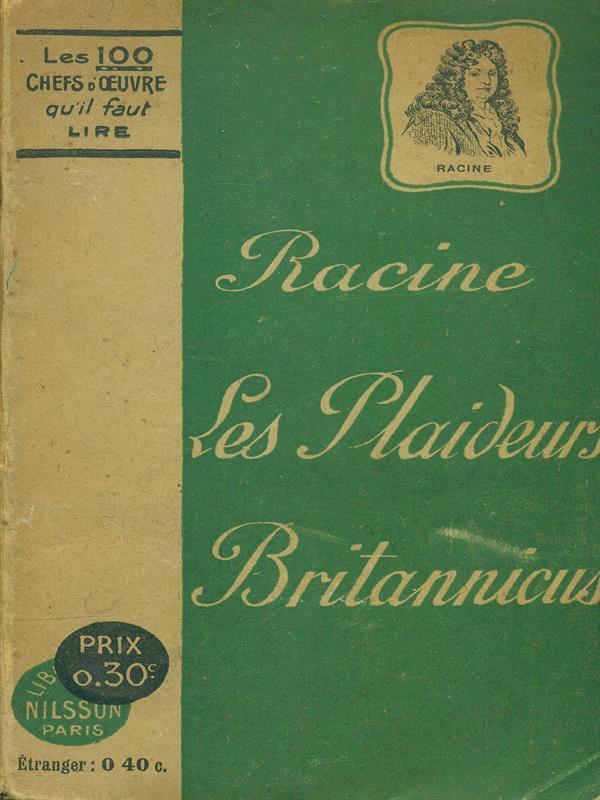 Les 100
CHEFS D'ŒUVRE
qu'il faut
LIRE
RACINE
Racine
Les Plaideurs
Britannicus
PRIX
0.30c.
LIB
NILSSON
PARIS
Étranger : 0 40 c.